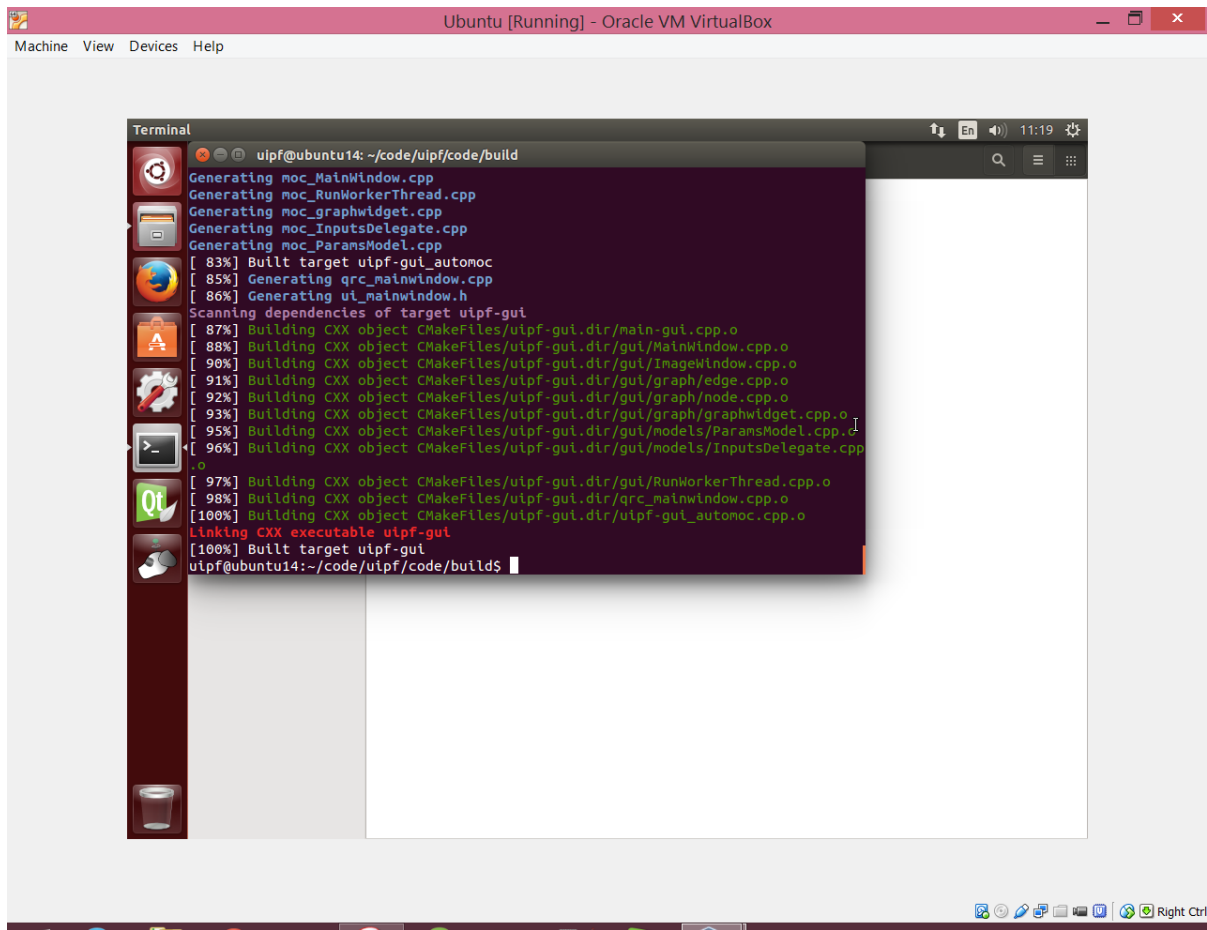 Ubuntu [Running] - Oracle VM VirtualBox
Machine View Devices Help
Terminal
En
11:19
uipf@ubuntu14: ~/code/uipf/code/build
Generating moc_MainWindow.cpp
Generating moc_RunWorkerThread.cpp
Generating moc_graphwidget.cpp
Generating moc_InputsDelegate.cpp
Generating moc_ParamsModel.cpp
[ 83%] Built target uipf-gui_automoc
[ 85%] Generating qrc_mainwindow.cpp
[ 86%] Generating ui_mainwindow.h
Scanning dependencies of target uipf-gui
[ 87%] Building CXX object CMakeFiles/uipf-gui.dir/main-gui.cpp.o
[ 88%] Building CXX object CMakeFiles/uipf-gui.dir/gui/MainWindow.cpp.o
[ 90%] Building CXX object CMakeFiles/uipf-gui.dir/gui/ImageWindow.cpp.o
[ 91%] Building CXX object CMakeFiles/uipf-gui.dir/gui/graph/edge.cpp.o
[ 92%] Building CXX object CMakeFiles/uipf-gui.dir/gui/graph/node.cpp.o
[ 93%] Building CXX object CMakeFiles/uipf-gui.dir/gui/graph/graphwidget.cpp.o
[ 95%] Building CXX object CMakeFiles/uipf-gui.dir/gui/models/ParamsModel.cpp.o
[ 96%] Building CXX object CMakeFiles/uipf-gui.dir/gui/models/InputsDelegate.cpp
.o
[ 97%] Building CXX object CMakeFiles/uipf-gui.dir/gui/RunWorkerThread.cpp.o
[ 98%] Building CXX object CMakeFiles/uipf-gui.dir/qrc_mainwindow.cpp.o
[100%] Building CXX object CMakeFiles/uipf-gui.dir/uipf-gui_automoc.cpp.o
Linking CXX executable uipf-gui
[100%] Built target uipf-gui
uipf@ubuntu14:~/code/uipf/code/build$
Qt
Right Ctrl